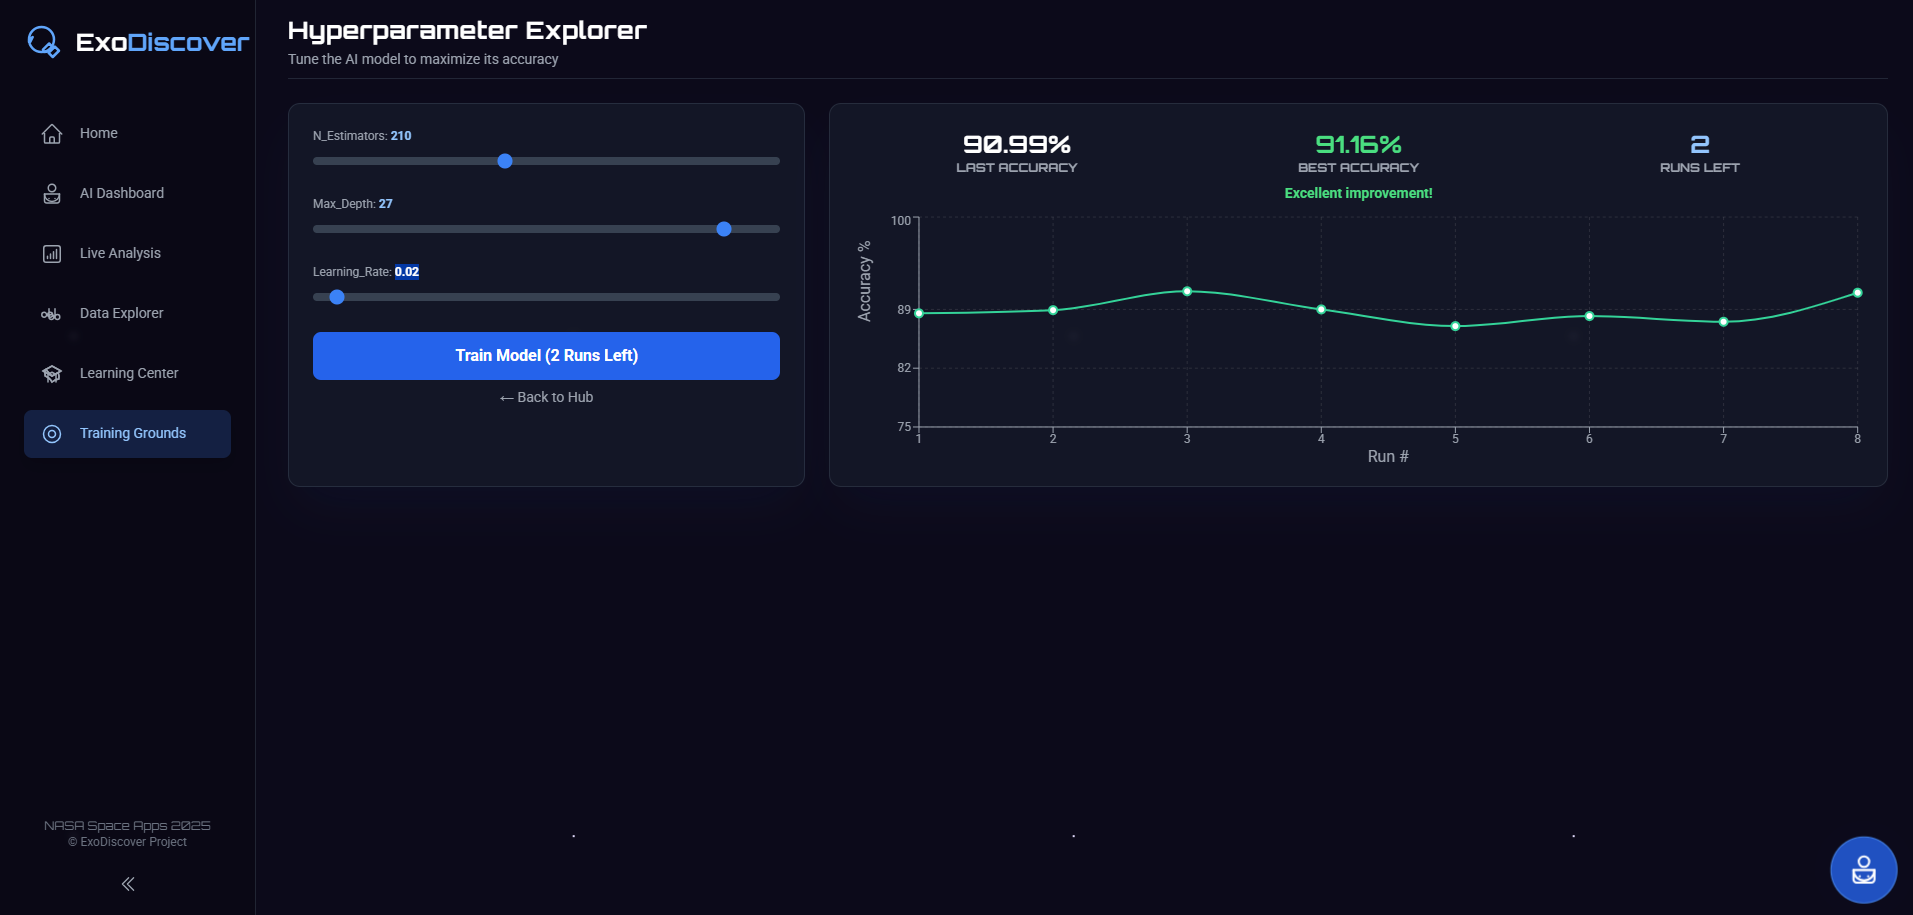 ExoDiscover
Home
AI Dashboard
Live Analysis
Data Explorer
Learning Center
Training Grounds
NASA Space Apps 2025
© ExoDiscover Project
Hyperparameter Explorer
Tune the AI model to maximize its accuracy
N_Estimators: 210
Max_Depth: 27
Learning_Rate: 0.02
Train Model (2 Runs Left)
← Back to Hub
90.99%
LAST ACCURACY
91.16%
BEST ACCURACY
2
RUNS LEFT
Excellent improvement!
Accuracy %
100
89
82
75
1 2 3 4 5 6 7 8
Run #